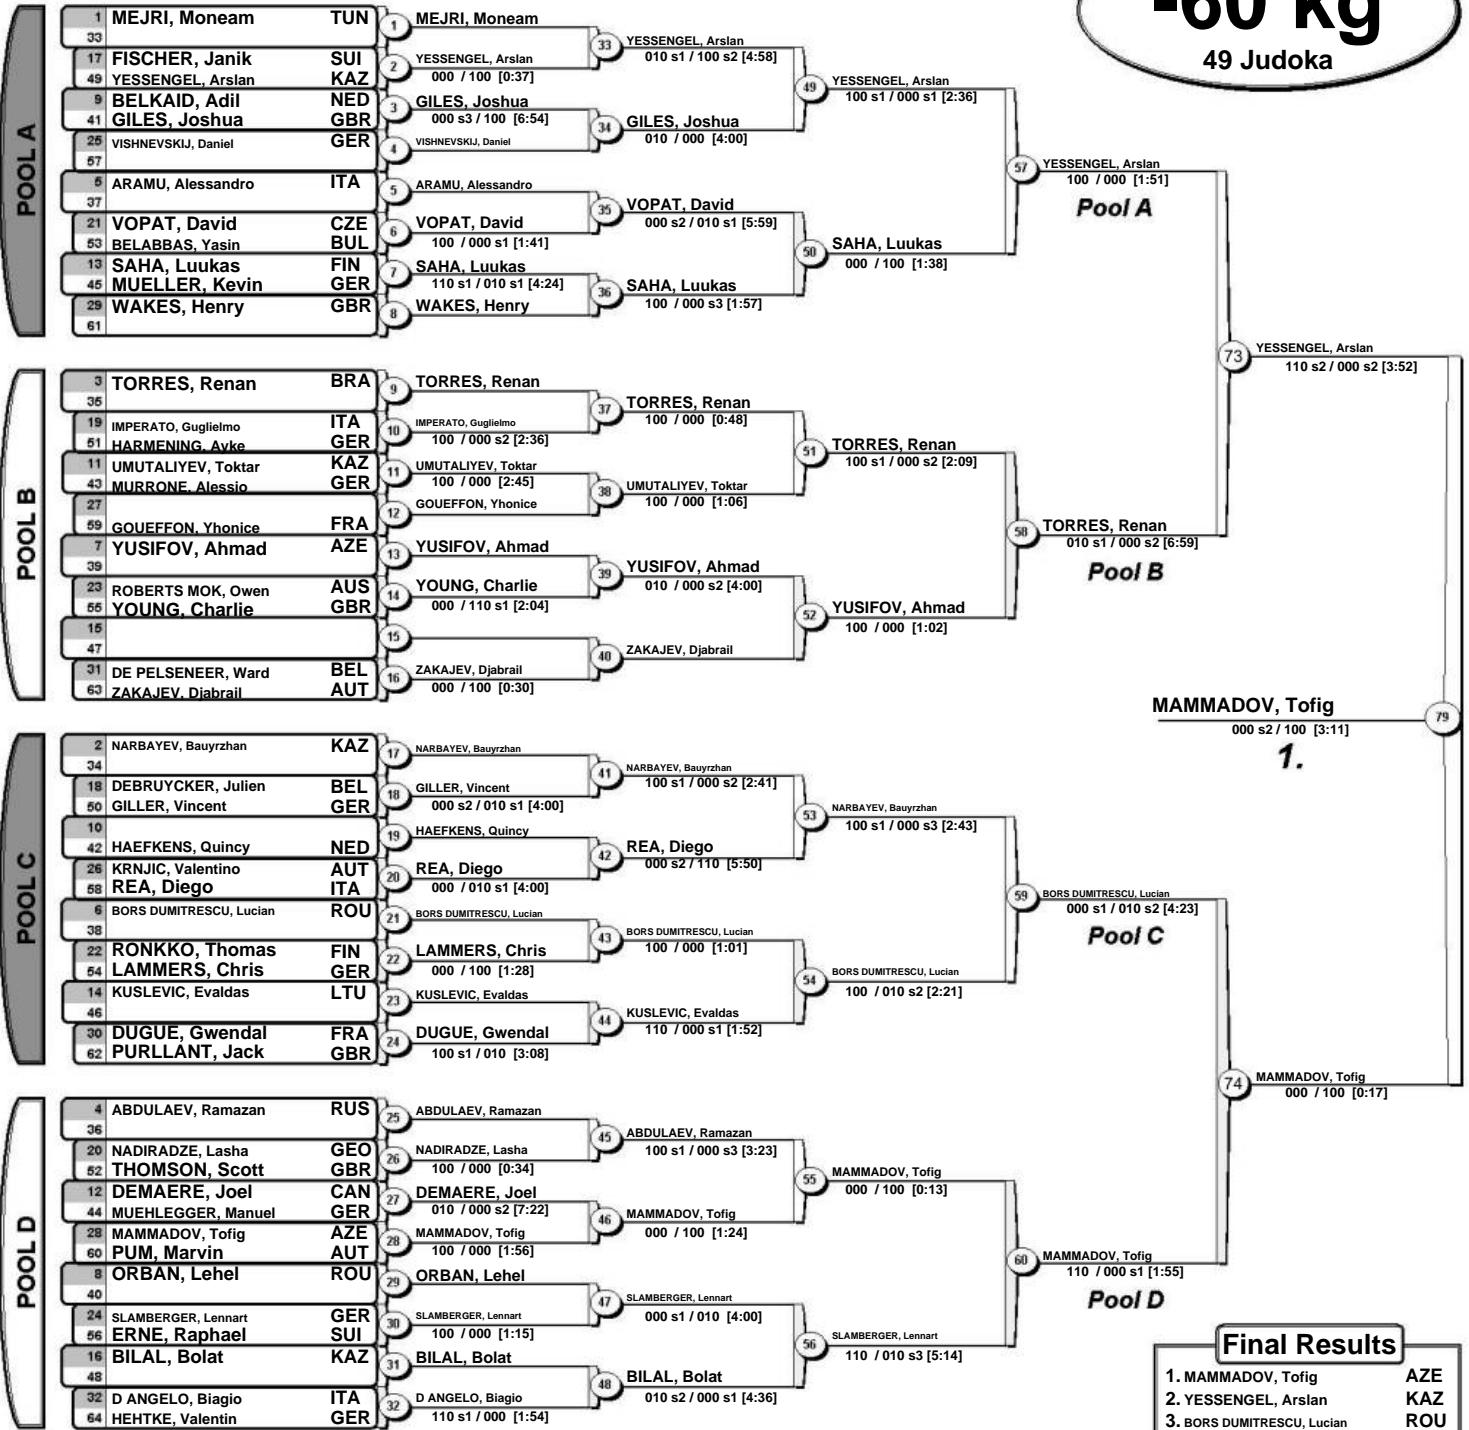 -60 kg
49 Judoka
POOL A
1 MEJRI, Moneam TUN
33
17 FISCHER, Janik SUI
49 YESSENGEL, Arslan KAZ
9 BELKAID, Adil NED
41 GILES, Joshua GBR
25 VISHNEVSKIJ, Daniel GER
57
5 ARAMU, Alessandro ITA
37
21 VOPAT, David CZE
53 BELABBAS, Yasin BUL
13 SAHA, Luukas FIN
45 MUELLER, Kevin GER
29 WAKES, Henry GBR
61
1 MEJRI, Moneam
2 YESSENGEL, Arslan
000 / 100 [0:37]
3 GILES, Joshua
000 s3 / 100 [6:54]
4 VISHNEVSKIJ, Daniel
5 ARAMU, Alessandro
6 VOPAT, David
100 / 000 s1 [1:41]
7 SAHA, Luukas
110 s1 / 010 s1 [4:24]
8 WAKES, Henry
33 YESSENGEL, Arslan
010 s1 / 100 s2 [4:58]
34 GILES, Joshua
010 / 000 [4:00]
35 VOPAT, David
000 s2 / 010 s1 [5:59]
36 SAHA, Luukas
100 / 000 s3 [1:57]
49 YESSENGEL, Arslan
100 s1 / 000 s1 [2:36]
50 SAHA, Luukas
000 / 100 [1:38]
57 YESSENGEL, Arslan
100 / 000 [1:51]
Pool A
POOL B
3 TORRES, Renan BRA
35
19 IMPERATO, Guglielmo ITA
51 HARMENING, Ayke GER
11 UMUTALIYEV, Toktar KAZ
43 MURRONE, Alessio GER
27
59 GOUEFFON, Yhonice FRA
7 YUSIFOV, Ahmad AZE
39
23 ROBERTS MOK, Owen AUS
55 YOUNG, Charlie GBR
15
47
31 DE PELSENEER, Ward BEL
63 ZAKAJEV, Djabrail AUT
9 TORRES, Renan
10 IMPERATO, Guglielmo
100 / 000 s2 [2:36]
11 UMUTALIYEV, Toktar
100 / 000 [2:45]
12 GOUEFFON, Yhonice
13 YUSIFOV, Ahmad
14 YOUNG, Charlie
000 / 110 s1 [2:04]
15
16 ZAKAJEV, Djabrail
000 / 100 [0:30]
37 TORRES, Renan
100 / 000 [0:48]
38 UMUTALIYEV, Toktar
100 / 000 [1:06]
39 YUSIFOV, Ahmad
010 / 000 s2 [4:00]
40 ZAKAJEV, Djabrail
51 TORRES, Renan
100 s1 / 000 s2 [2:09]
52 YUSIFOV, Ahmad
100 / 000 [1:02]
58 TORRES, Renan
010 s1 / 000 s2 [6:59]
Pool B
73 YESSENGEL, Arslan
110 s2 / 000 s2 [3:52]
MAMMADOV, Tofig 79
000 s2 / 100 [3:11]
1.
POOL C
2 NARBAYEV, Bauyrzhan KAZ
34
18 DEBRUYCKER, Julien BEL
50 GILLER, Vincent GER
10
42 HAEFKENS, Quincy NED
26 KRNJIC, Valentino AUT
58 REA, Diego ITA
6 BORS DUMITRESCU, Lucian ROU
38
22 RONKKO, Thomas FIN
54 LAMMERS, Chris GER
14 KUSLEVIC, Evaldas LTU
46
30 DUGUE, Gwendal FRA
62 PURLLANT, Jack GBR
17 NARBAYEV, Bauyrzhan
18 GILLER, Vincent
000 s2 / 010 s1 [4:00]
19 HAEFKENS, Quincy
20 REA, Diego
000 / 010 s1 [4:00]
21 BORS DUMITRESCU, Lucian
22 LAMMERS, Chris
000 / 100 [1:28]
23 KUSLEVIC, Evaldas
24 DUGUE, Gwendal
100 s1 / 010 [3:08]
41 NARBAYEV, Bauyrzhan
100 s1 / 000 s2 [2:41]
42 REA, Diego
000 s2 / 110 [5:50]
43 BORS DUMITRESCU, Lucian
100 / 000 [1:01]
44 KUSLEVIC, Evaldas
110 / 000 s1 [1:52]
53 NARBAYEV, Bauyrzhan
100 s1 / 000 s3 [2:43]
54 BORS DUMITRESCU, Lucian
100 / 010 s2 [2:21]
59 BORS DUMITRESCU, Lucian
000 s1 / 010 s2 [4:23]
Pool C
POOL D
4 ABDULAEV, Ramazan RUS
36
20 NADIRADZE, Lasha GEO
52 THOMSON, Scott GBR
12 DEMAERE, Joel CAN
44 MUEHLEGGER, Manuel GER
28 MAMMADOV, Tofig AZE
60 PUM, Marvin AUT
8 ORBAN, Lehel ROU
40
24 SLAMBERGER, Lennart GER
56 ERNE, Raphael SUI
16 BILAL, Bolat KAZ
48
32 D ANGELO, Biagio ITA
64 HEHTKE, Valentin GER
25 ABDULAEV, Ramazan
26 NADIRADZE, Lasha
100 / 000 [0:34]
27 DEMAERE, Joel
010 / 000 s2 [7:22]
28 MAMMADOV, Tofig
100 / 000 [1:56]
29 ORBAN, Lehel
30 SLAMBERGER, Lennart
100 / 000 [1:15]
31 BILAL, Bolat
32 D ANGELO, Biagio
110 s1 / 000 [1:54]
45 ABDULAEV, Ramazan
100 s1 / 000 s3 [3:23]
46 MAMMADOV, Tofig
000 / 100 [1:24]
47 SLAMBERGER, Lennart
000 s1 / 010 [4:00]
48 BILAL, Bolat
010 s2 / 000 s1 [4:36]
55 MAMMADOV, Tofig
000 / 100 [0:13]
56 SLAMBERGER, Lennart
110 / 010 s3 [5:14]
60 MAMMADOV, Tofig
110 / 000 s1 [1:55]
Pool D
74 MAMMADOV, Tofig
000 / 100 [0:17]
Final Results
1. MAMMADOV, Tofig AZE
2. YESSENGEL, Arslan KAZ
3. BORS DUMITRESCU, Lucian ROU